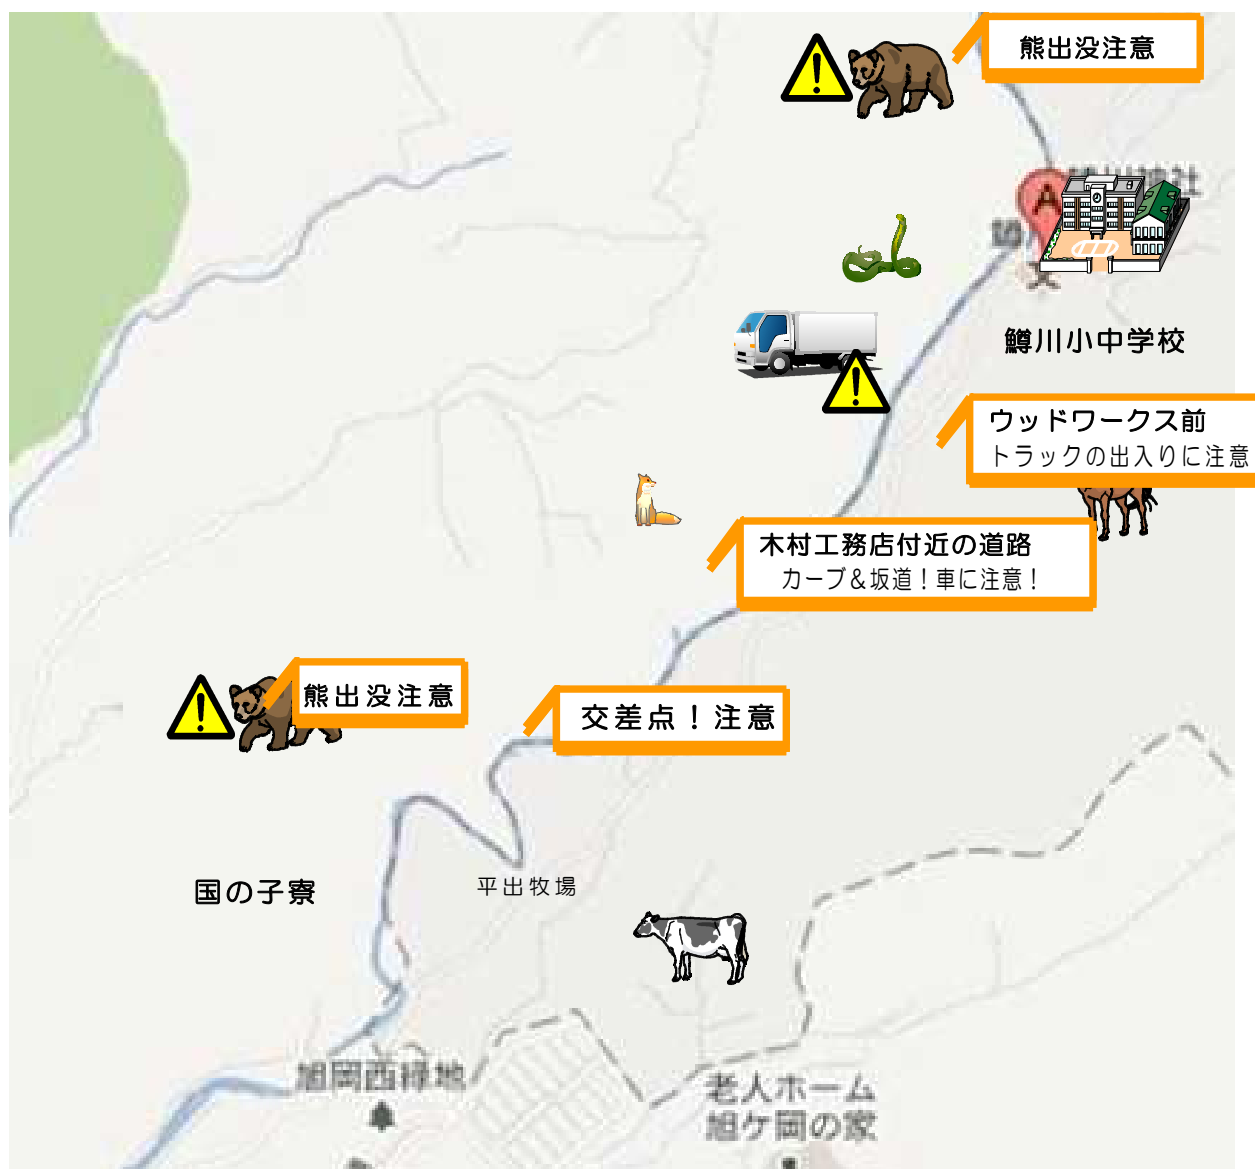 熊出没注意
A
鱒川小中学校
ウッドワークス前
トラックの出入りに注意
木村工務店付近の道路
カーブ＆坂道！車に注意！
熊出没注意
交差点！注意
国の子寮
平出牧場
旭岡西緑地
老人ホーム
旭ケ岡の家